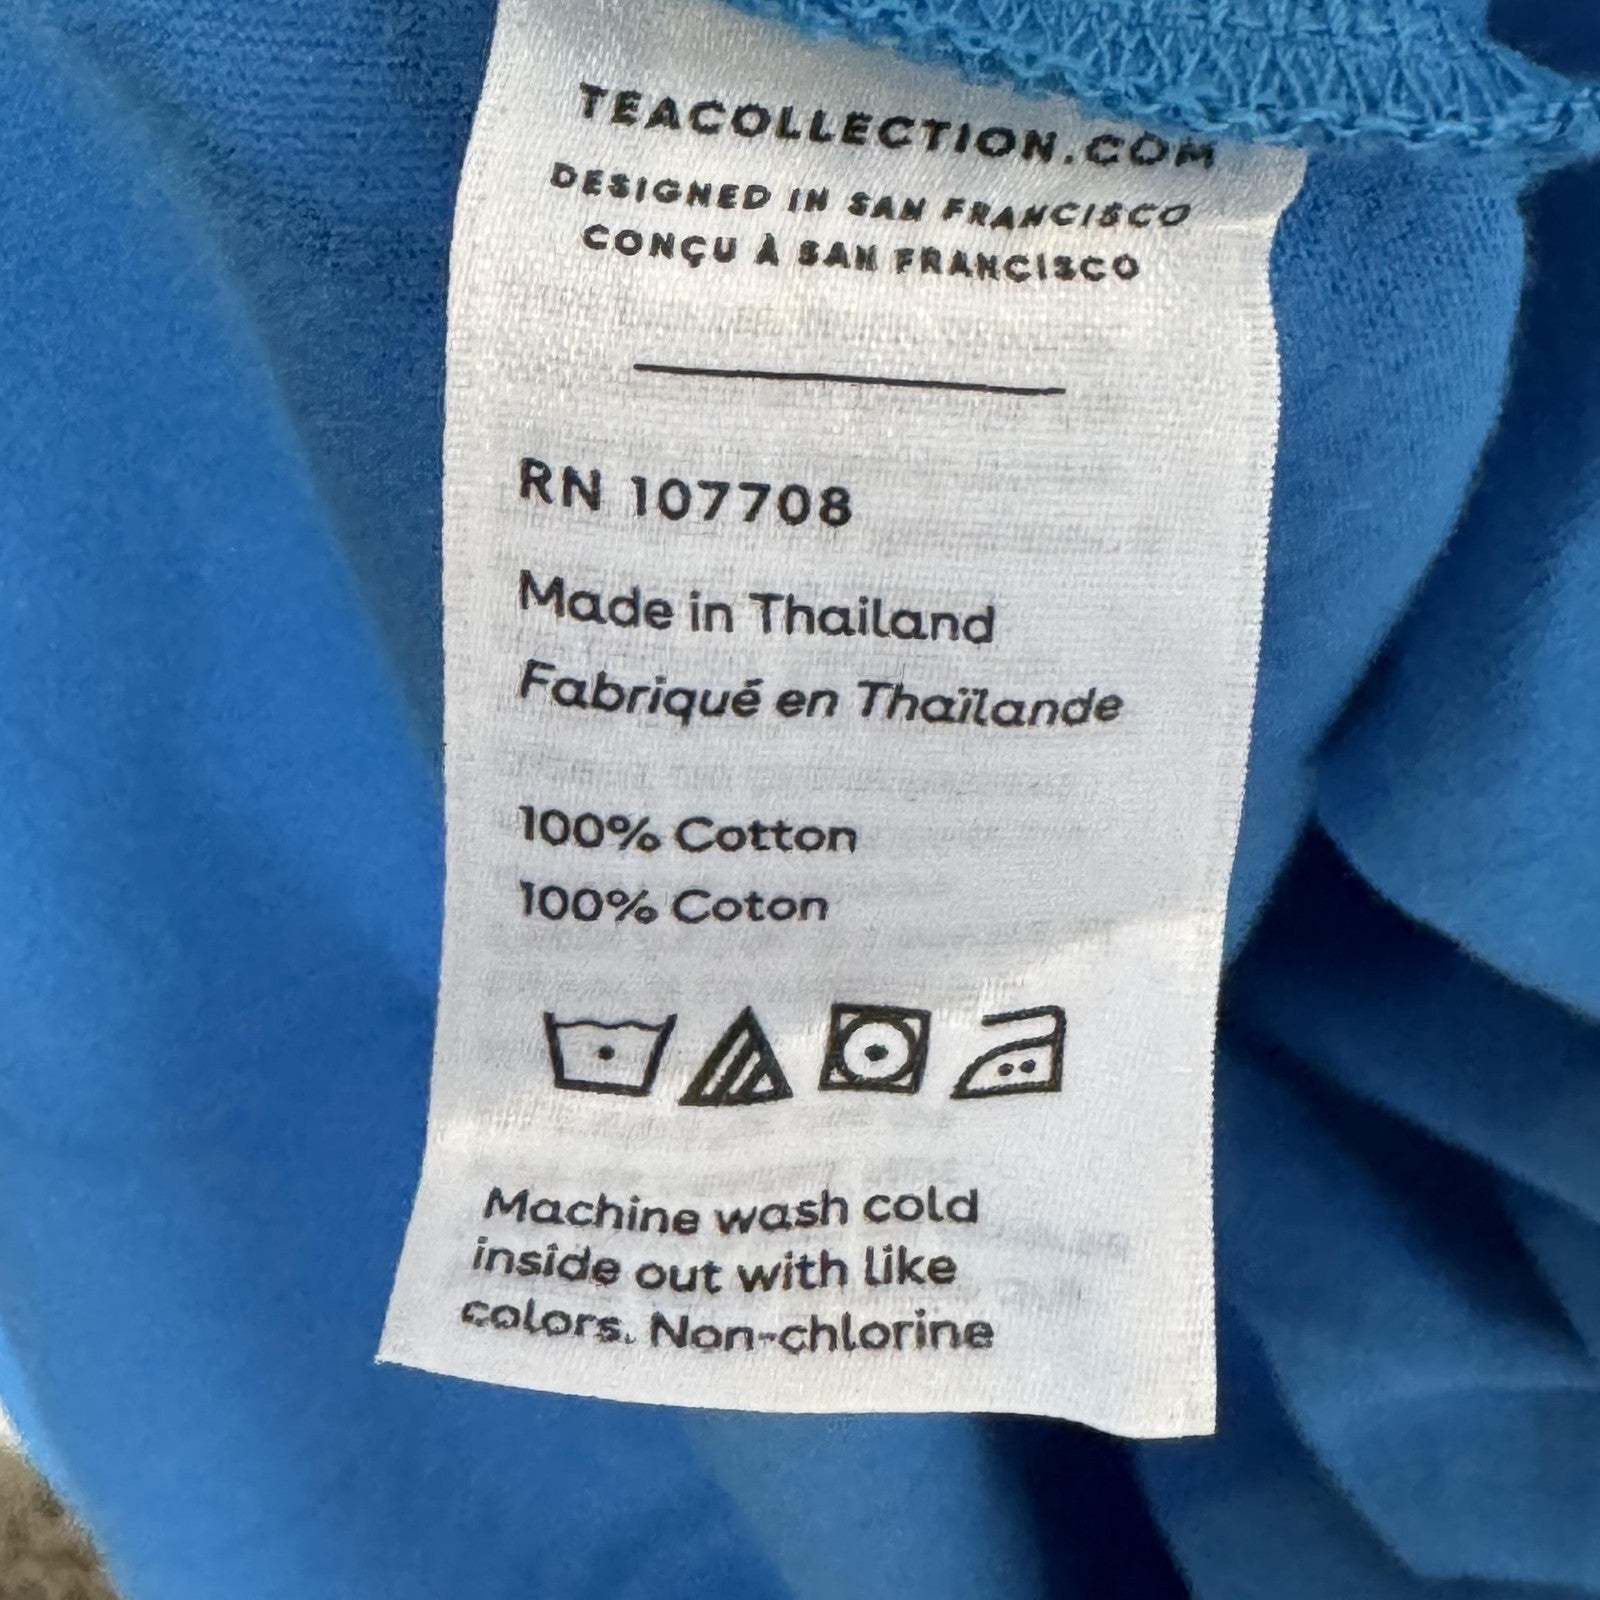 TEACOLLECTION.COM
DESIGNED IN SAN FRANCISCO
CONÇU À SAN FRANCISCO
RN 107708
Made in Thailand
Fabriqué en Thaïlande
100% Cotton
100% Coton
Machine wash cold
inside out with like
colors. Non-chlorine